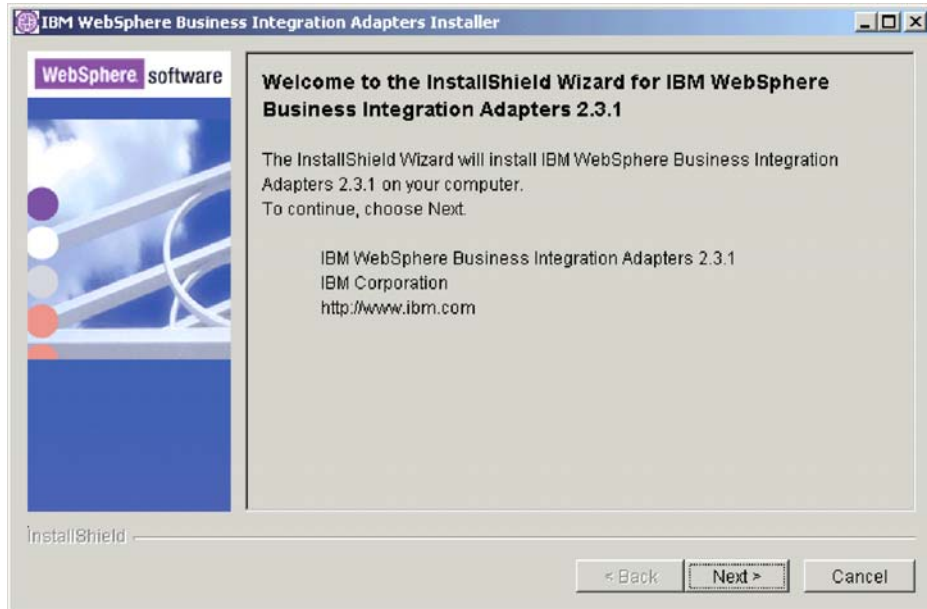 IBM WebSphere Business Integration Adapters Installer
WebSphere software
Welcome to the InstallShield Wizard for IBM WebSphere
Business Integration Adapters 2.3.1
The InstallShield Wizard will install IBM WebSphere Business Integration
Adapters 2.3.1 on your computer.
To continue, choose Next.
IBM WebSphere Business Integration Adapters 2.3.1
IBM Corporation
http://www.ibm.com
InstallShield
< Back
Next >
Cancel